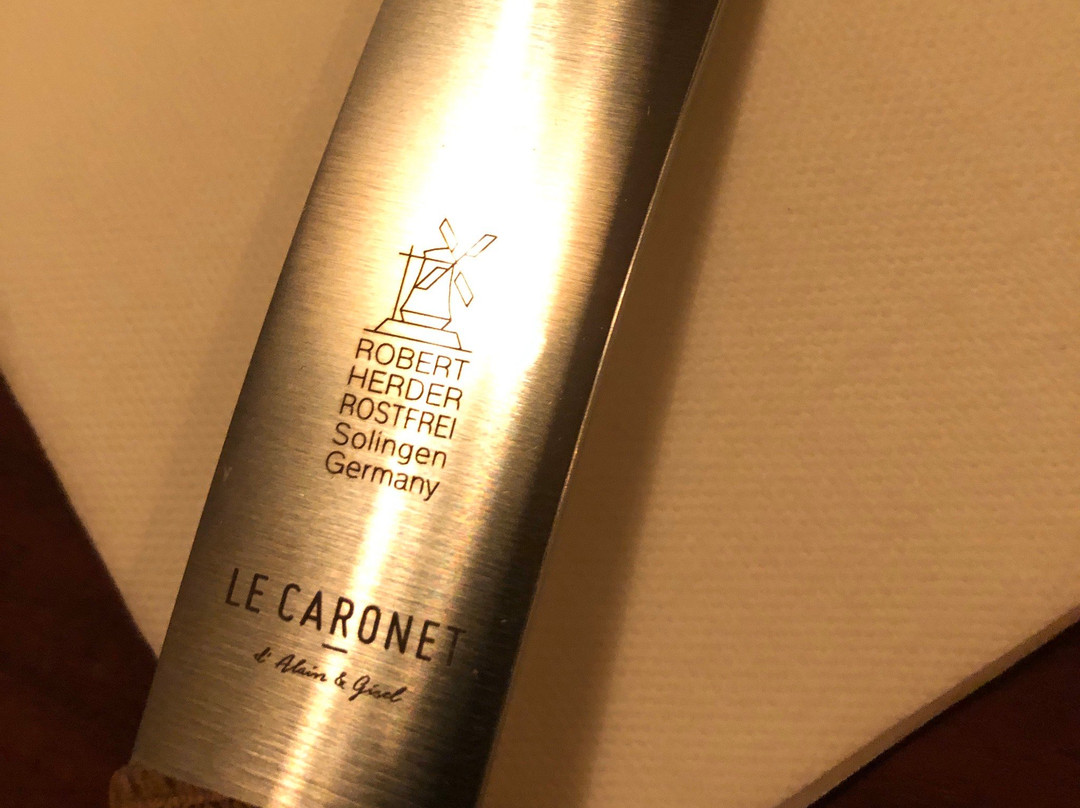 ROBERT
HERDER
ROSTFREI
Solingen
Germany
LE CARONET
d'Alain & Gisel